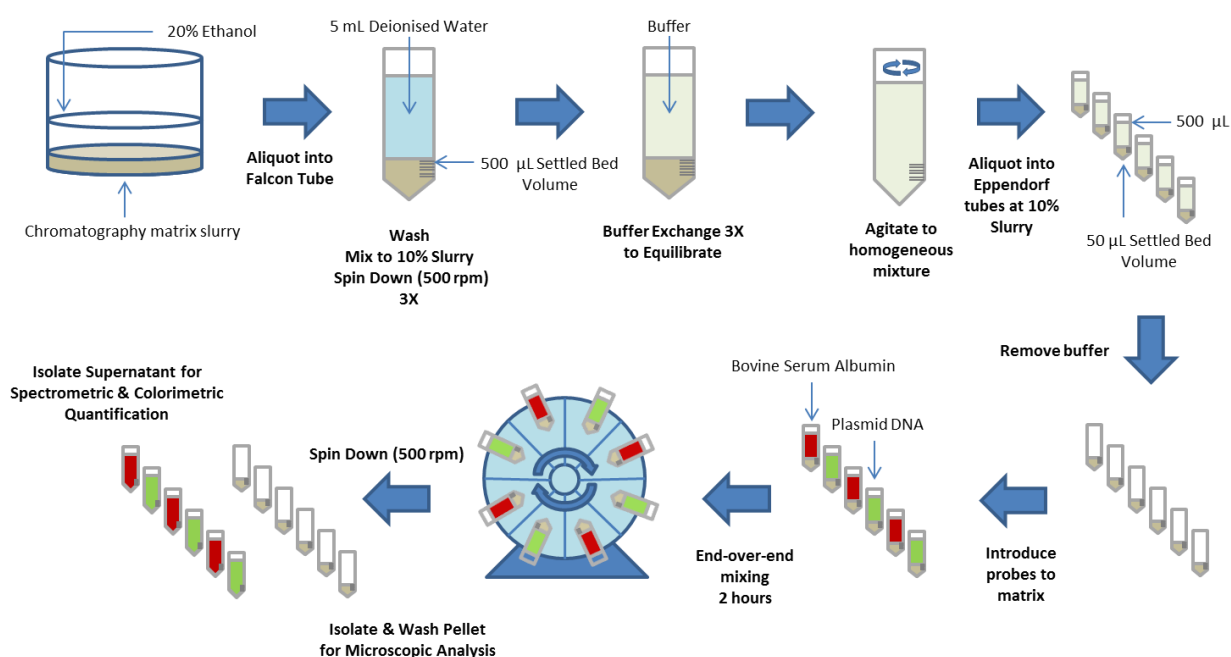 20% Ethanol
Chromatography matrix slurry
Aliquot into
Falcon Tube
5 mL Deionised Water
500 µL Settled Bed
Volume
Wash
Mix to 10% Slurry
Spin Down (500 rpm)
3X
Buffer
Buffer Exchange 3X
to Equilibrate
Agitate to
homogeneous
mixture
Aliquot into
Eppendorf
tubes at 10%
Slurry
500 µL
50 µL Settled Bed
Volume
Remove buffer
Introduce
probes to
matrix
Bovine Serum Albumin
Plasmid DNA
End-over-end
mixing
2 hours
Spin Down (500 rpm)
Isolate Supernatant for
Spectrometric & Colorimetric
Quantification
Isolate & Wash Pellet
for Microscopic Analysis